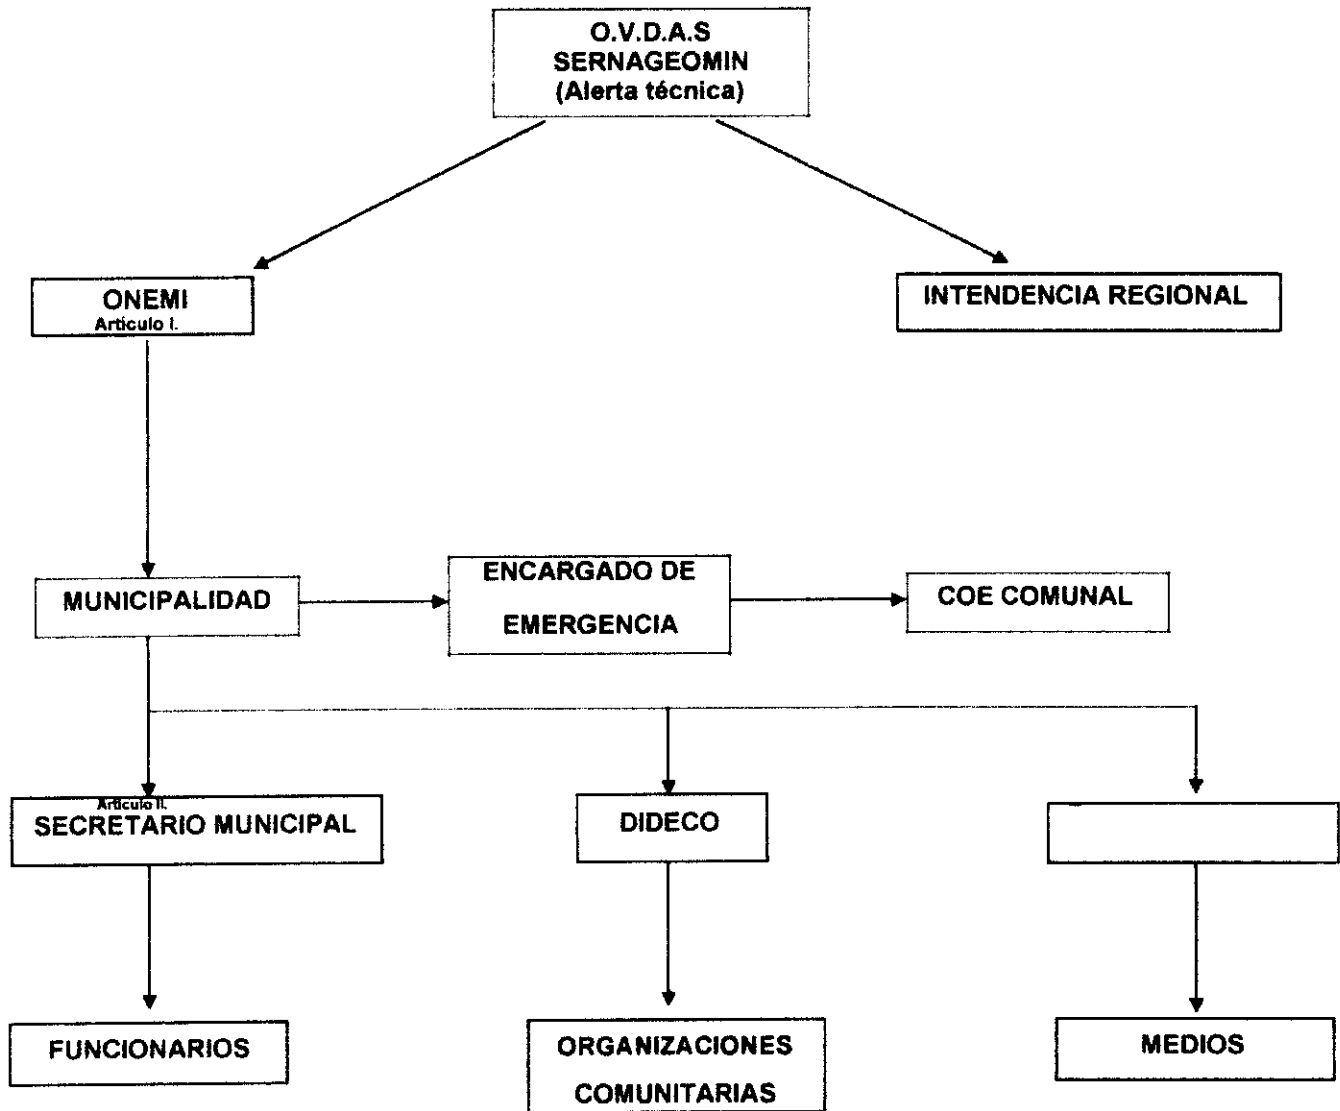 O.V.D.A.S
SERNAGEOMIN
(Alerta técnica)
ONEMI
Artículo I.
INTENDENCIA REGIONAL
MUNICIPALIDAD
ENCARGADO DE
EMERGENCIA
COE COMUNAL
Artículo II.
SECRETARIO MUNICIPAL
DIDECO
FUNCIONARIOS
ORGANIZACIONES
COMUNITARIAS
MEDIOS